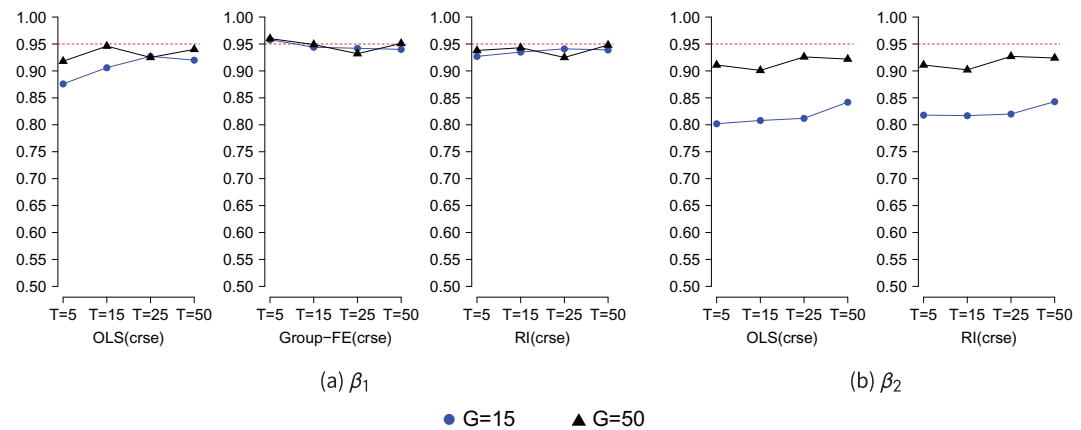 1.00 1.00 1.00 1.00 1.00
0.95 0.95 0.95 0.95 0.95
0.90 0.90 0.90 0.90 0.90
0.85 0.85 0.85 0.85 0.85
0.80 0.80 0.80 0.80 0.80
0.75 0.75 0.75 0.75 0.75
0.70 0.70 0.70 0.70 0.70
0.65 0.65 0.65 0.65 0.65
0.60 0.60 0.60 0.60 0.60
0.55 0.55 0.55 0.55 0.55
0.50 0.50 0.50 0.50 0.50
T=5 T=15 T=25 T=50 T=5 T=15 T=25 T=50 T=5 T=15 T=25 T=50 T=5 T=15 T=25 T=50 T=5 T=15 T=25 T=50
OLS(crse) Group−FE(crse) RI(crse) OLS(crse) RI(crse)
(a) β1 (b) β2
G=15 G=50